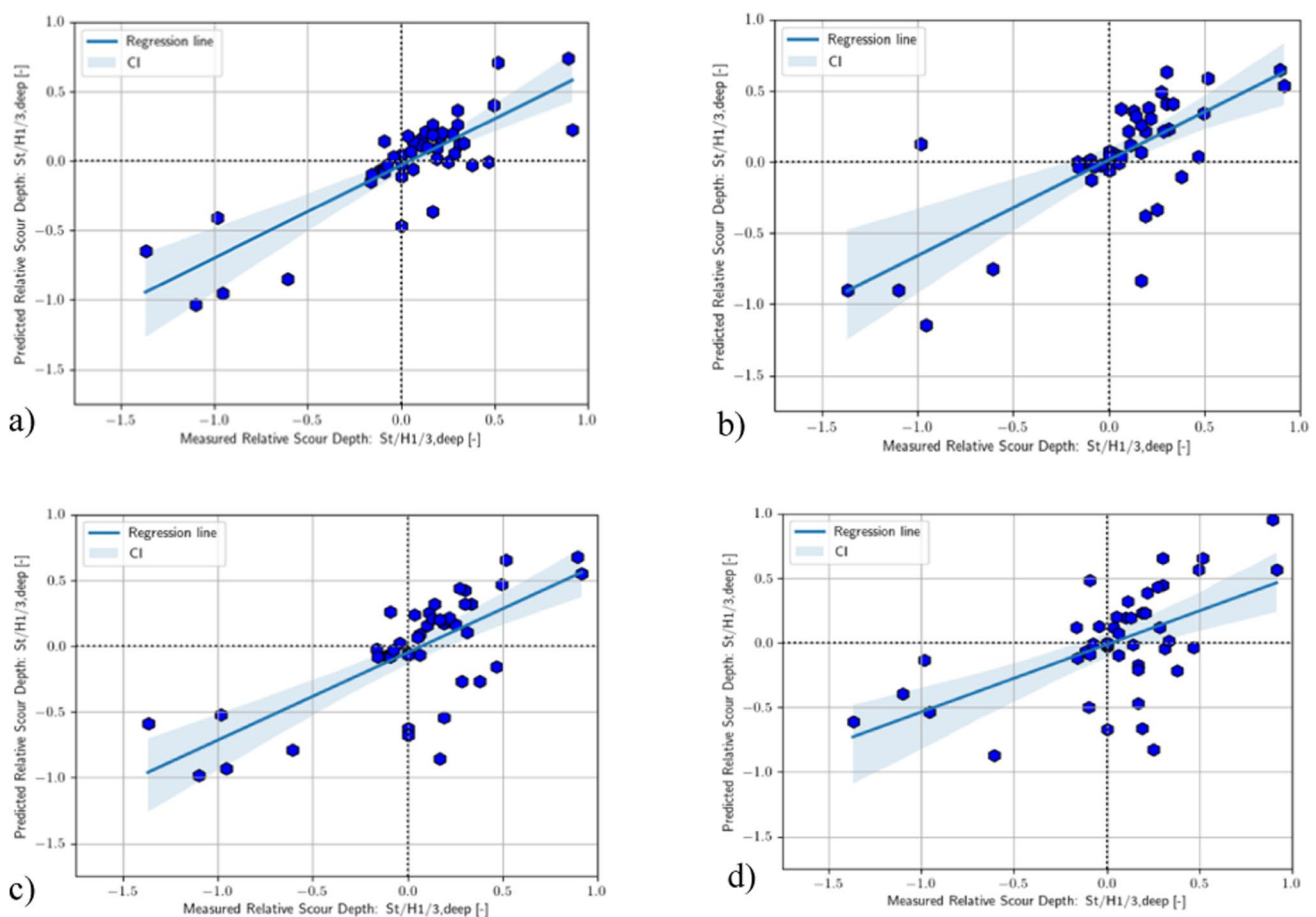 Regression line
CI
1.0
0.5
0.0
−0.5
−1.0
−1.5
Predicted Relative Scour Depth: St/H1/3,deep [-]
−1.5 −1.0 −0.5 0.0 0.5 1.0
Measured Relative Scour Depth: St/H1/3,deep [-]
a)
Regression line
CI
1.0
0.5
0.0
−0.5
−1.0
−1.5
Predicted Relative Scour Depth: St/H1/3,deep [-]
−1.5 −1.0 −0.5 0.0 0.5 1.0
Measured Relative Scour Depth: St/H1/3,deep [-]
b)
Regression line
CI
1.0
0.5
0.0
−0.5
−1.0
−1.5
Predicted Relative Scour Depth: St/H1/3,deep [-]
−1.5 −1.0 −0.5 0.0 0.5 1.0
Measured Relative Scour Depth: St/H1/3,deep [-]
c)
Regression line
CI
1.0
0.5
0.0
−0.5
−1.0
−1.5
Predicted Relative Scour Depth: St/H1/3,deep [-]
−1.5 −1.0 −0.5 0.0 0.5 1.0
Measured Relative Scour Depth: St/H1/3,deep [-]
d)